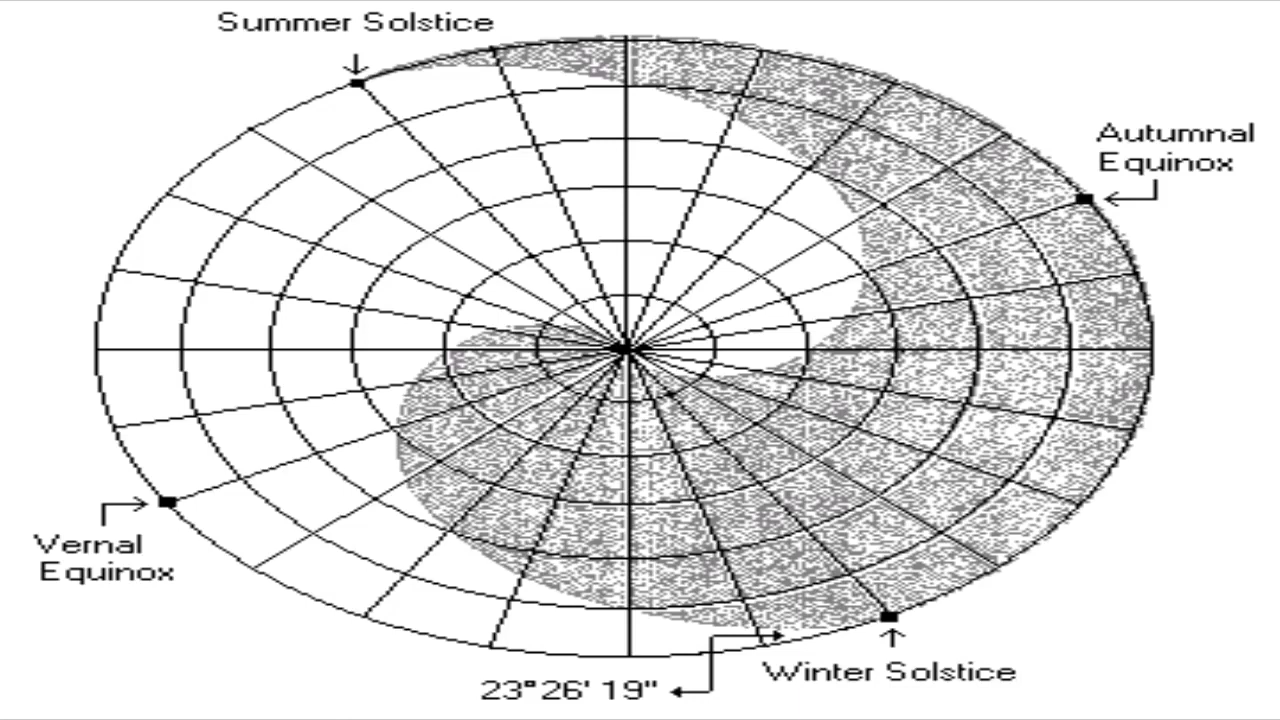 Summer Solstice
Autumnal
Equinox
Vernal
Equinox
Winter Solstice
23° 26' 19"